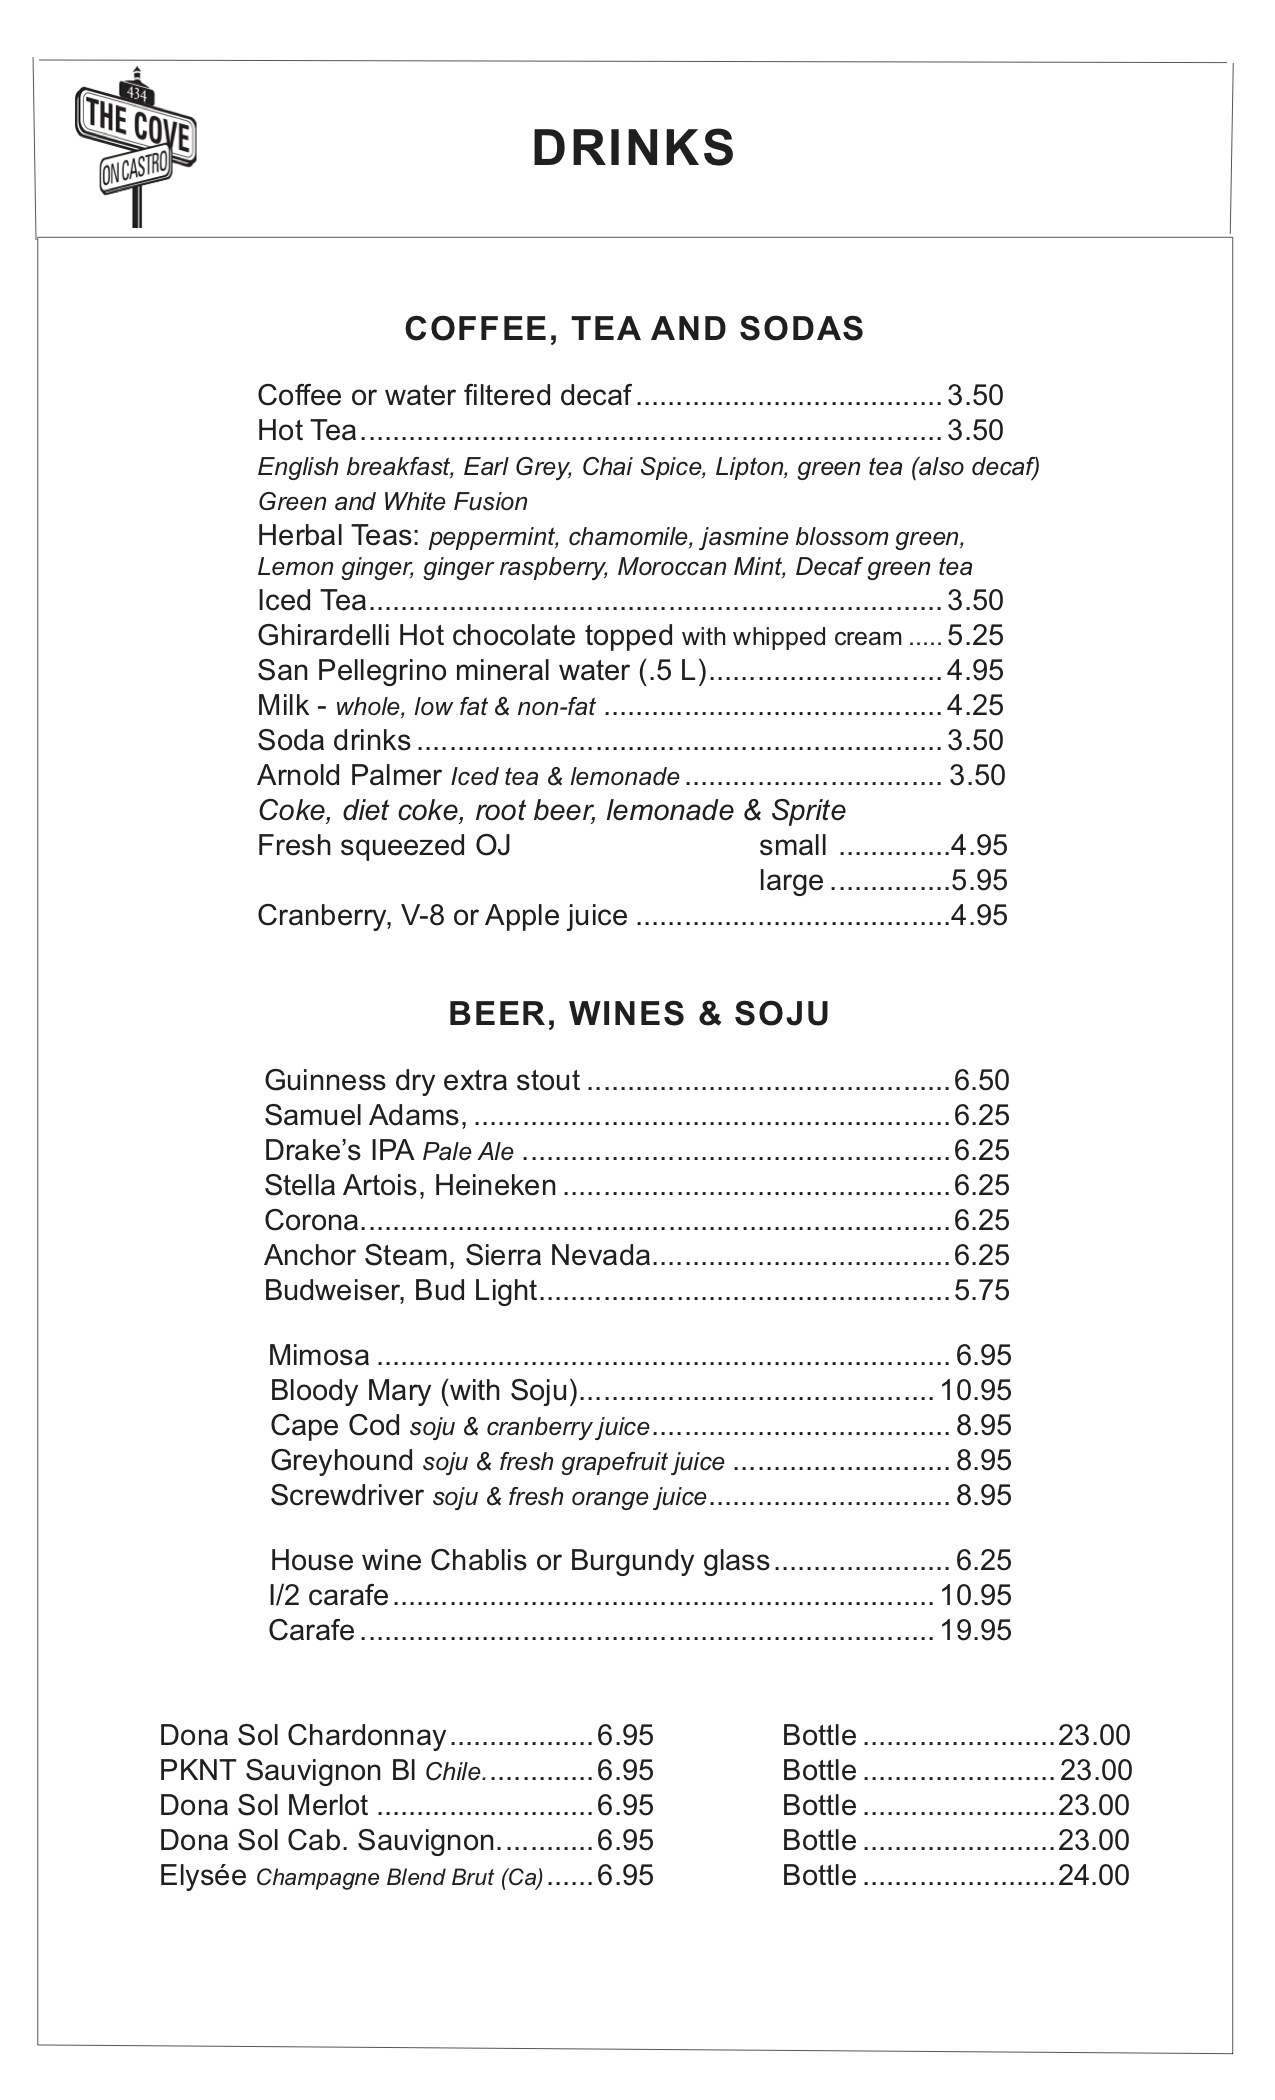 434
THE COVE
ON CASTRO
DRINKS
COFFEE, TEA AND SODAS
Coffee or water filtered decaf ...................................... 3.50
Hot Tea........................................................................ 3.50
English breakfast, Earl Grey, Chai Spice, Lipton, green tea (also decaf)
Green and White Fusion
Herbal Teas: peppermint, chamomile, jasmine blossom green,
Lemon ginger, ginger raspberry, Moroccan Mint, Decaf green tea
Iced Tea....................................................................... 3.50
Ghirardelli Hot chocolate topped with whipped cream ..... 5.25
San Pellegrino mineral water (.5 L)............................. 4.95
Milk - whole, low fat & non-fat .......................................... 4.25
Soda drinks ................................................................. 3.50
Arnold Palmer Iced tea & lemonade ................................ 3.50
Coke, diet coke, root beer, lemonade & Sprite
Fresh squeezed OJ small ..............4.95
large ...............5.95
Cranberry, V-8 or Apple juice .......................................4.95
BEER, WINES & SOJU
Guinness dry extra stout .............................................6.50
Samuel Adams, ...........................................................6.25
Drake’s IPA Pale Ale .....................................................6.25
Stella Artois, Heineken ................................................6.25
Corona.........................................................................6.25
Anchor Steam, Sierra Nevada.....................................6.25
Budweiser, Bud Light...................................................5.75
Mimosa ....................................................................... 6.95
Bloody Mary (with Soju)............................................ 10.95
Cape Cod soju & cranberry juice..................................... 8.95
Greyhound soju & fresh grapefruit juice ........................... 8.95
Screwdriver soju & fresh orange juice.............................. 8.95
House wine Chablis or Burgundy glass...................... 6.25
I/2 carafe ................................................................... 10.95
Carafe ....................................................................... 19.95
Dona Sol Chardonnay..................6.95 Bottle ........................23.00
PKNT Sauvignon Bl Chile..............6.95 Bottle ........................ 23.00
Dona Sol Merlot ...........................6.95 Bottle ........................23.00
Dona Sol Cab. Sauvignon............6.95 Bottle ........................23.00
Elysée Champagne Blend Brut (Ca) ......6.95 Bottle ........................24.00